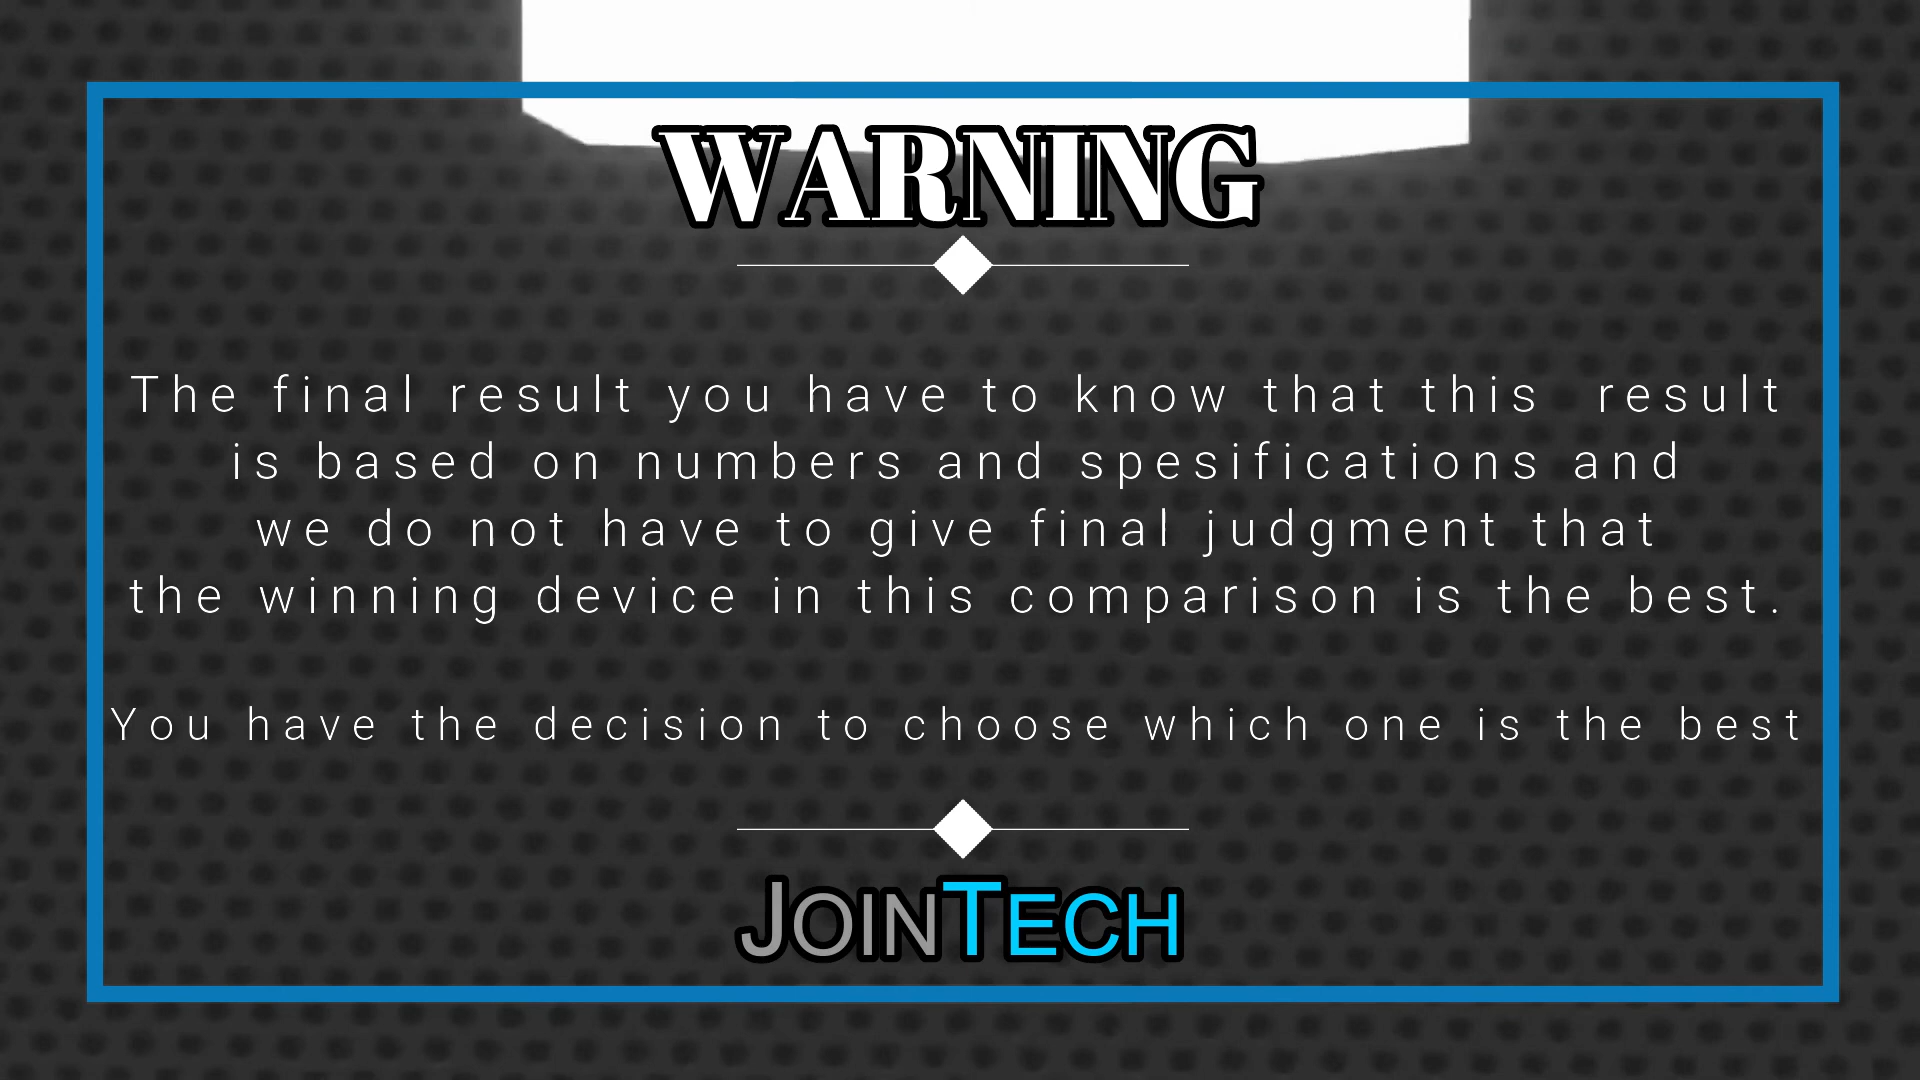 WARNING
The final result you have to know that this result
is based on numbers and spesifications and
we do not have to give final judgment that
the winning device in this comparison is the best.
You have the decision to choose which one is the best
JOINTECH